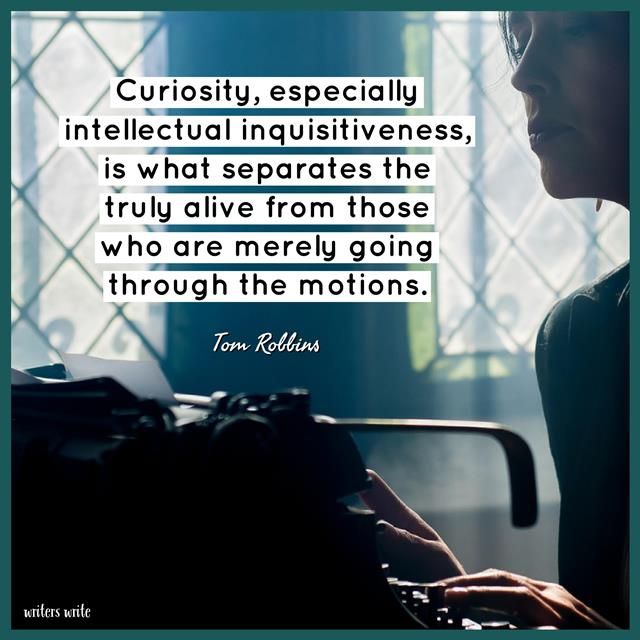 Curiosity, especially
intellectual inquisitiveness,
is what separates the
truly alive from those
who are merely going
through the motions.
Tom Robbins
writers write